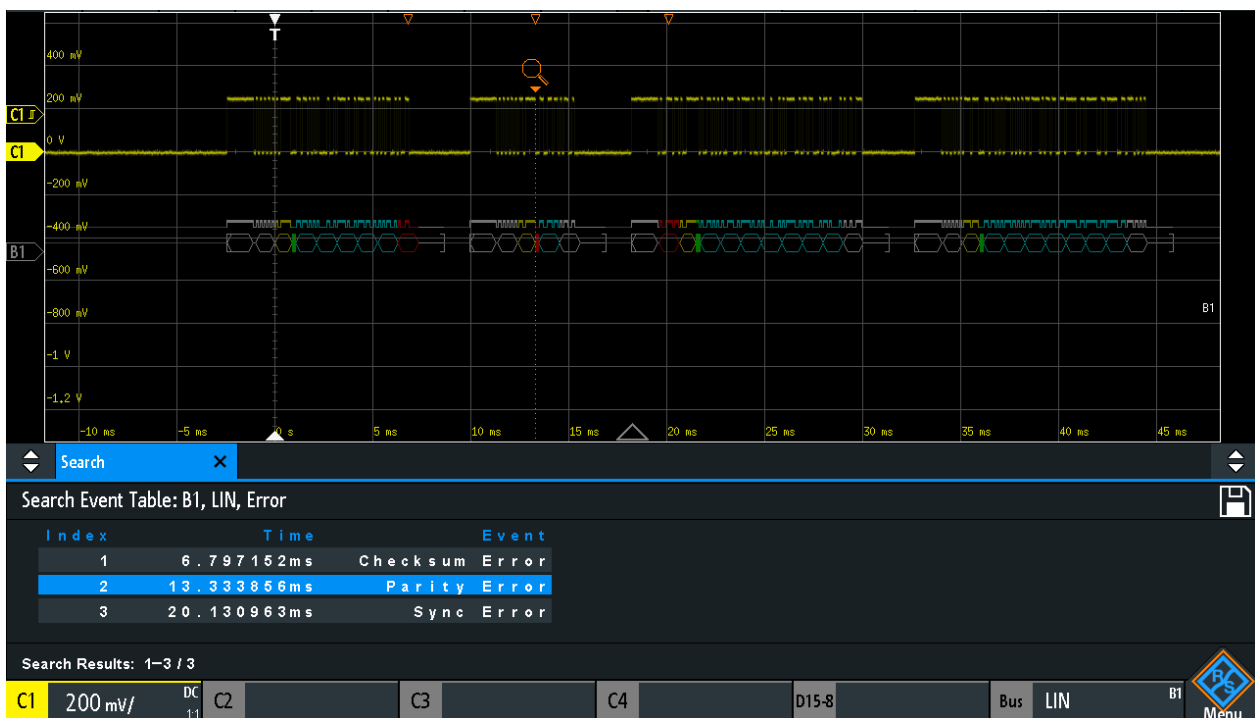 T
400 mV
200 mV
C1
0 V
C1
-200 mV
-400 mV
B1
-600 mV
-800 mV
B1
-1 V
-1.2 V
-10 ms -5 ms 0 s 5 ms 10 ms 15 ms 20 ms 25 ms 30 ms 35 ms 40 ms 45 ms
Search ×
Search Event Table: B1, LIN, Error
Index Time Event
1 6.797152ms Checksum Error
2 13.333856ms Parity Error
3 20.130963ms Sync Error
Search Results: 1-3 / 3
C1 200 mV/ DC 1:1 C2 C3 C4 D15-8 Bus LIN B1
R&S
Menu